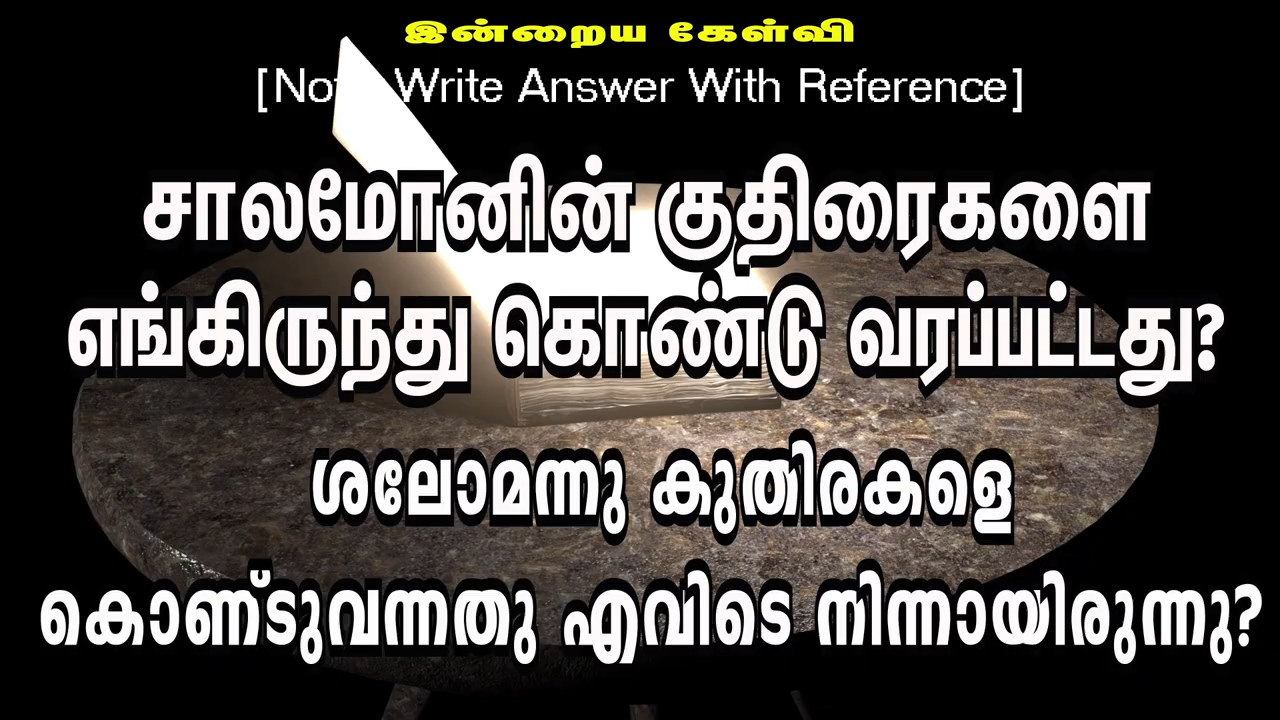 இன்றைய கேள்வி
[No Write Answer With Reference]
சாலமோனின் குதிரைகளை
எங்கிருந்து கொண்டு வரப்பட்டது?
ശലോമന്നു കുതിരകളെ
കൊണ്ടുവന്നതു എവിടെ നിന്നായിരുന്നു?